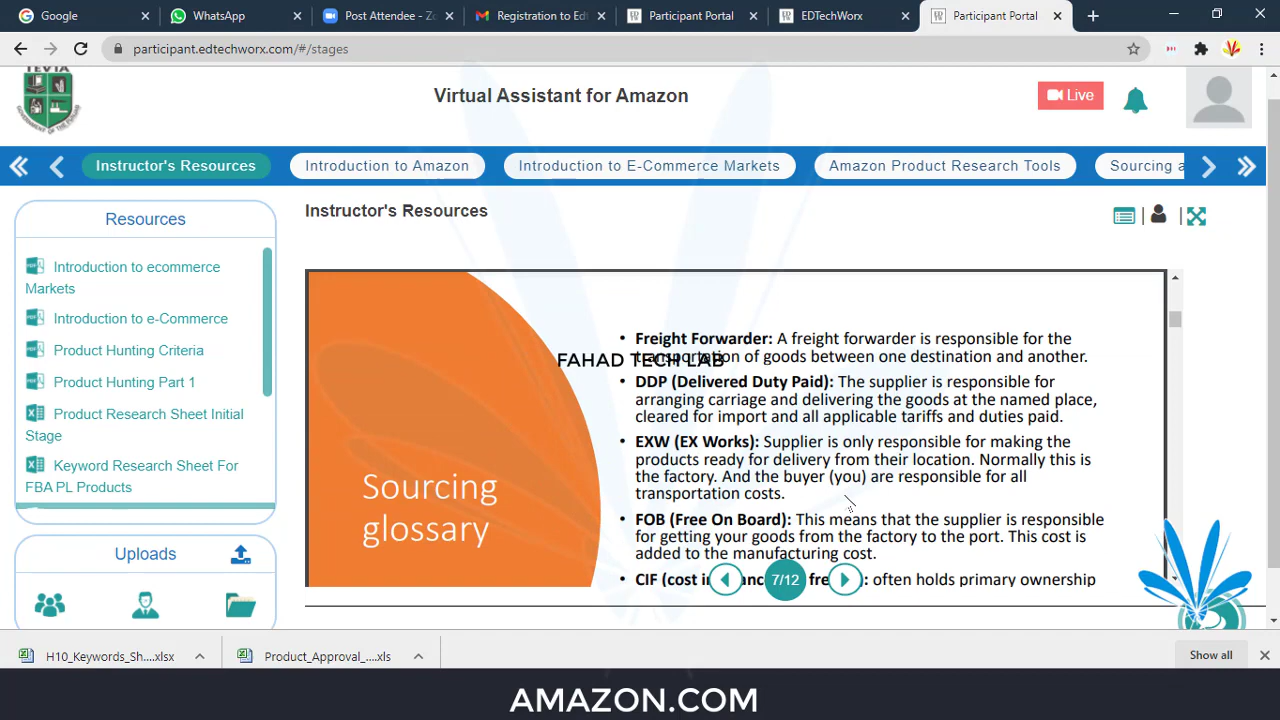 Google
WhatsApp
Post Attendee - Zo
Registration to Edt
Participant Portal
EDTechWorx
Participant Portal
participant.edtechworx.com/#/stages
TEVTA
Virtual Assistant for Amazon
Live
Instructor's Resources
Introduction to Amazon
Introduction to E-Commerce Markets
Amazon Product Research Tools
Sourcing a
Resources
Introduction to ecommerce
Markets
Introduction to e-Commerce
Product Hunting Criteria
Product Hunting Part 1
Product Research Sheet Initial
Stage
Keyword Research Sheet For
FBA PL Products
Uploads
Instructor's Resources
Sourcing
glossary
• Freight Forwarder: A freight forwarder is responsible for the
transportation of goods between one destination and another.
FAHAD TECH LAB
• DDP (Delivered Duty Paid): The supplier is responsible for
arranging carriage and delivering the goods at the named place,
cleared for import and all applicable tariffs and duties paid.
• EXW (EX Works): Supplier is only responsible for making the
products ready for delivery from their location. Normally this is
the factory. And the buyer (you) are responsible for all
transportation costs.
• FOB (Free On Board): This means that the supplier is responsible
for getting your goods from the factory to the port. This cost is
added to the manufacturing cost.
• CIF (cost often holds primary ownership
7/12
H10_Keywords_Sh....xlsx
Product_Approval_....xls
Show all
AMAZON.COM